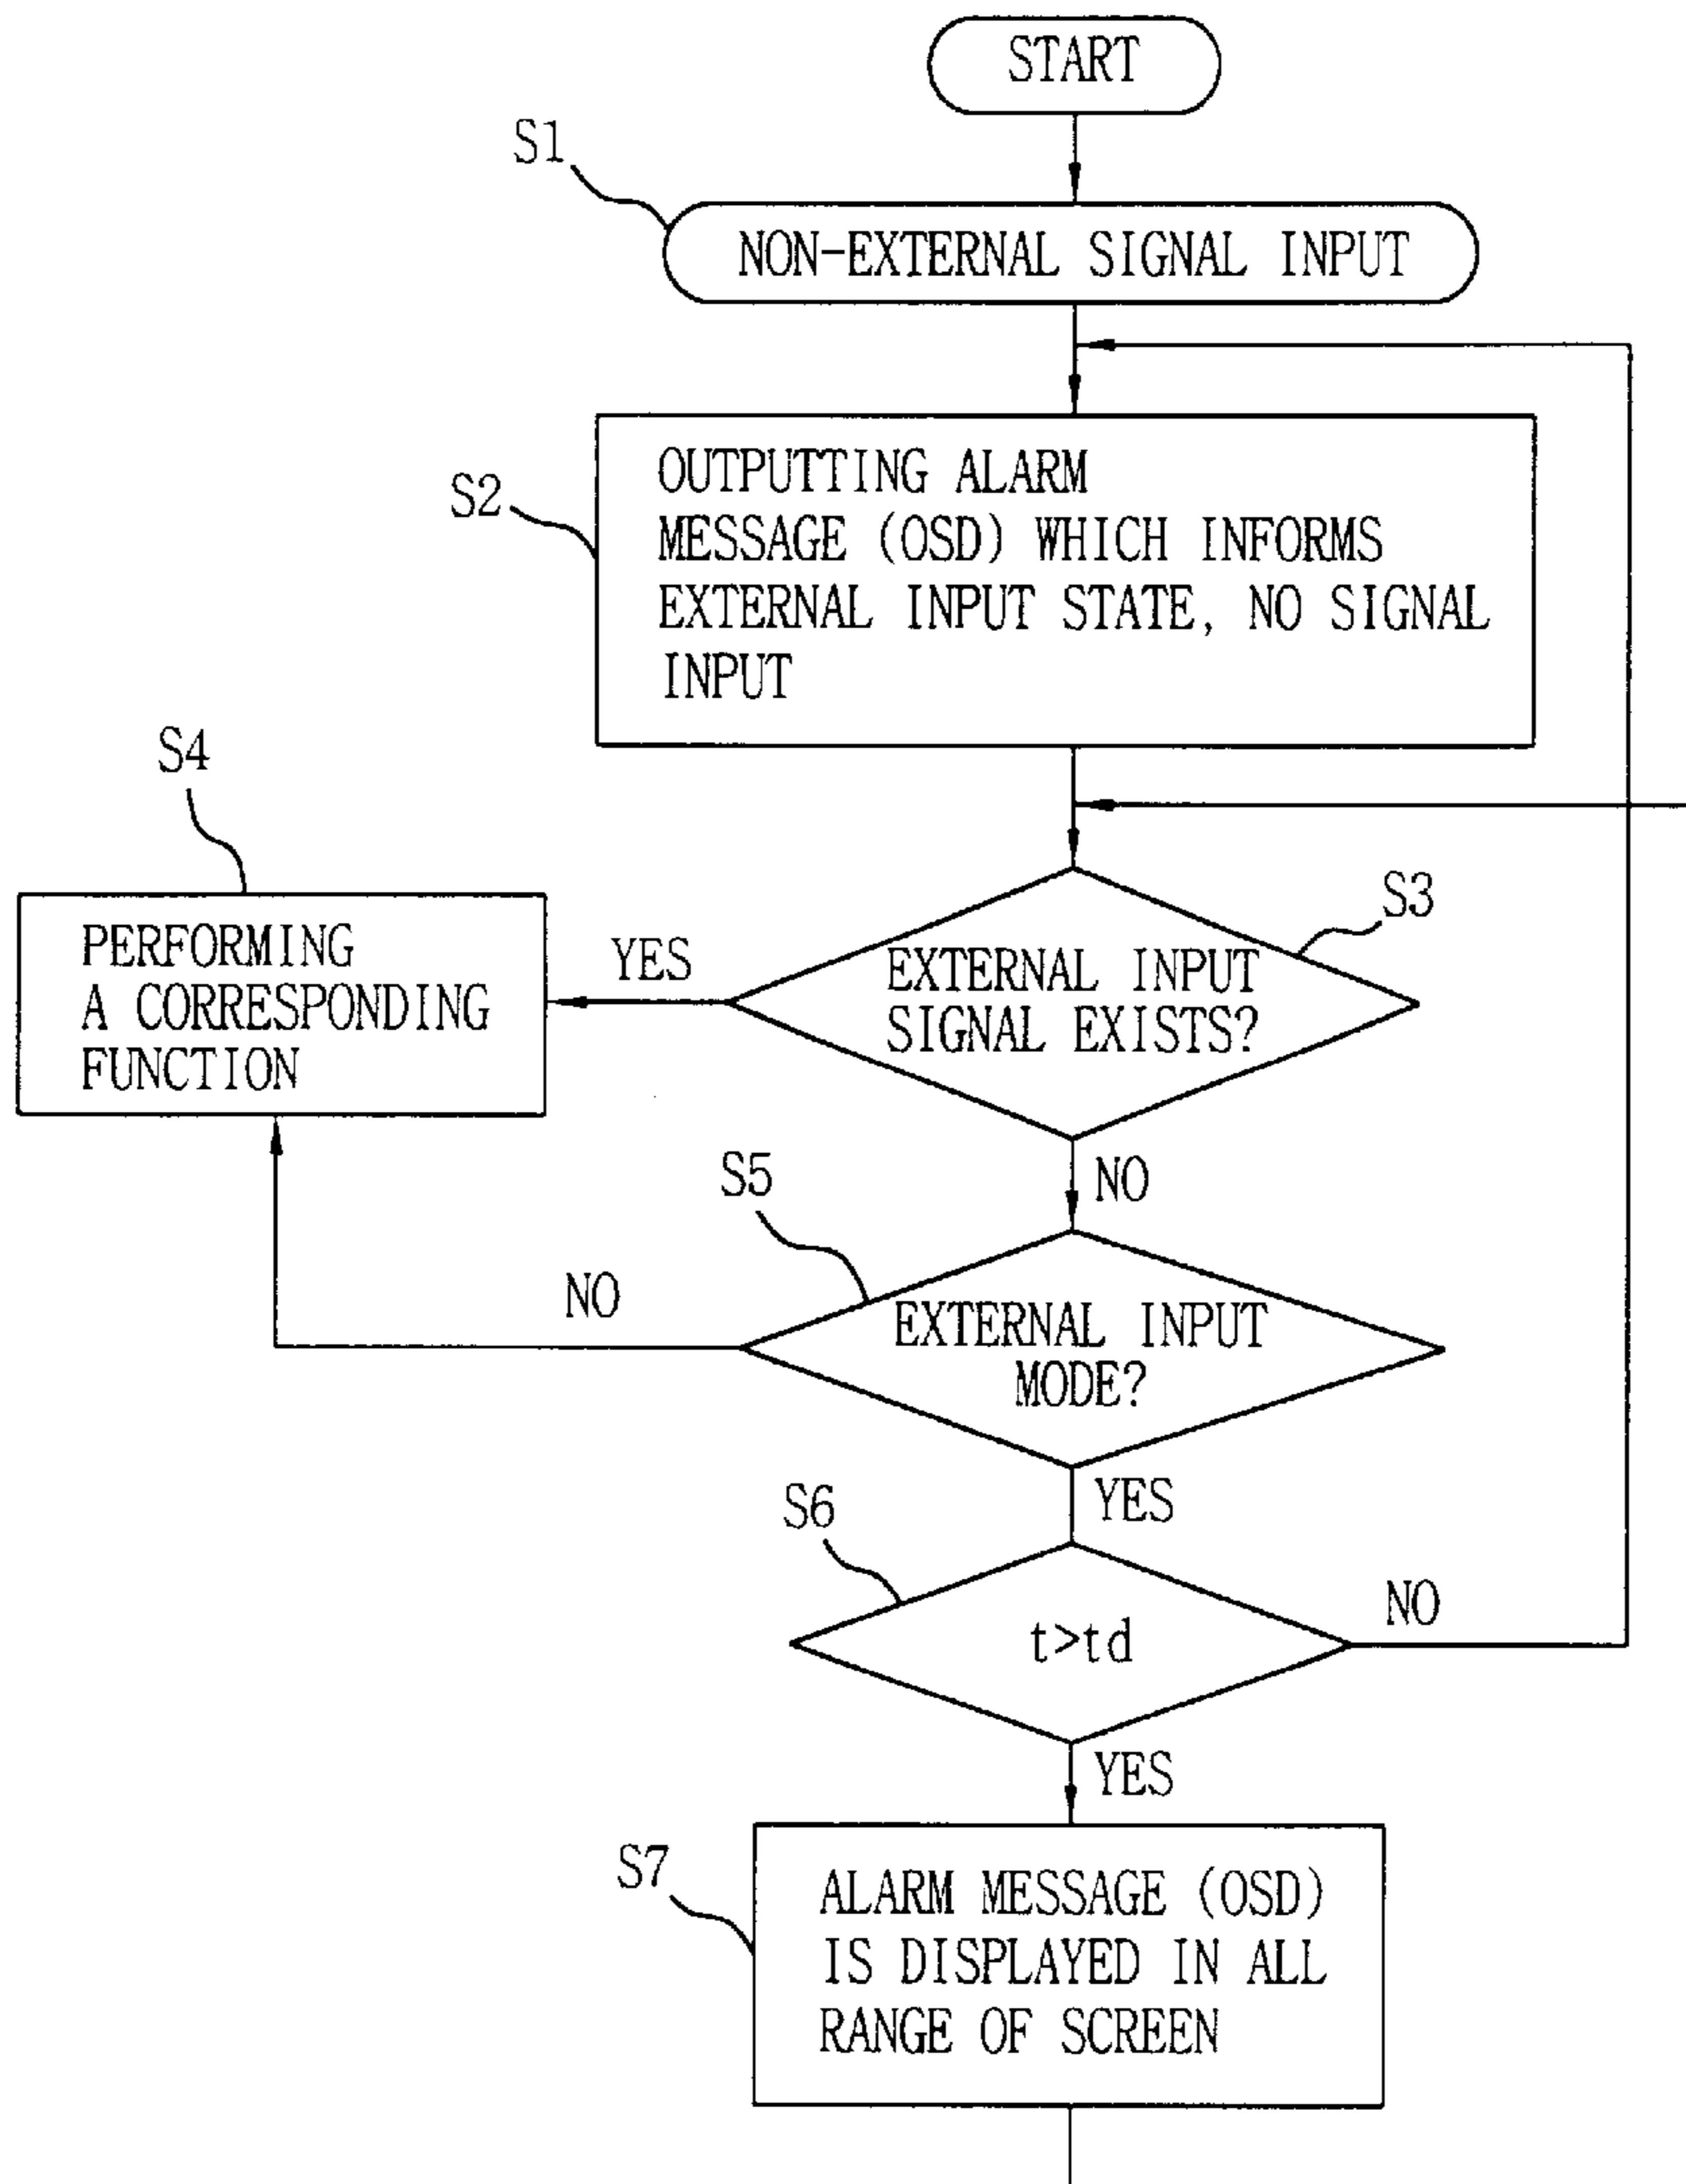 START
S1
NON-EXTERNAL SIGNAL INPUT
S2
OUTPUTTING ALARM
MESSAGE (OSD) WHICH INFORMS
EXTERNAL INPUT STATE, NO SIGNAL
INPUT
S4
S3
PERFORMING
A CORRESPONDING
FUNCTION
YES
EXTERNAL INPUT
SIGNAL EXISTS?
NO
S5
NO
EXTERNAL INPUT
MODE?
YES
S6
t>td
NO
YES
S7
ALARM MESSAGE (OSD)
IS DISPLAYED IN ALL
RANGE OF SCREEN